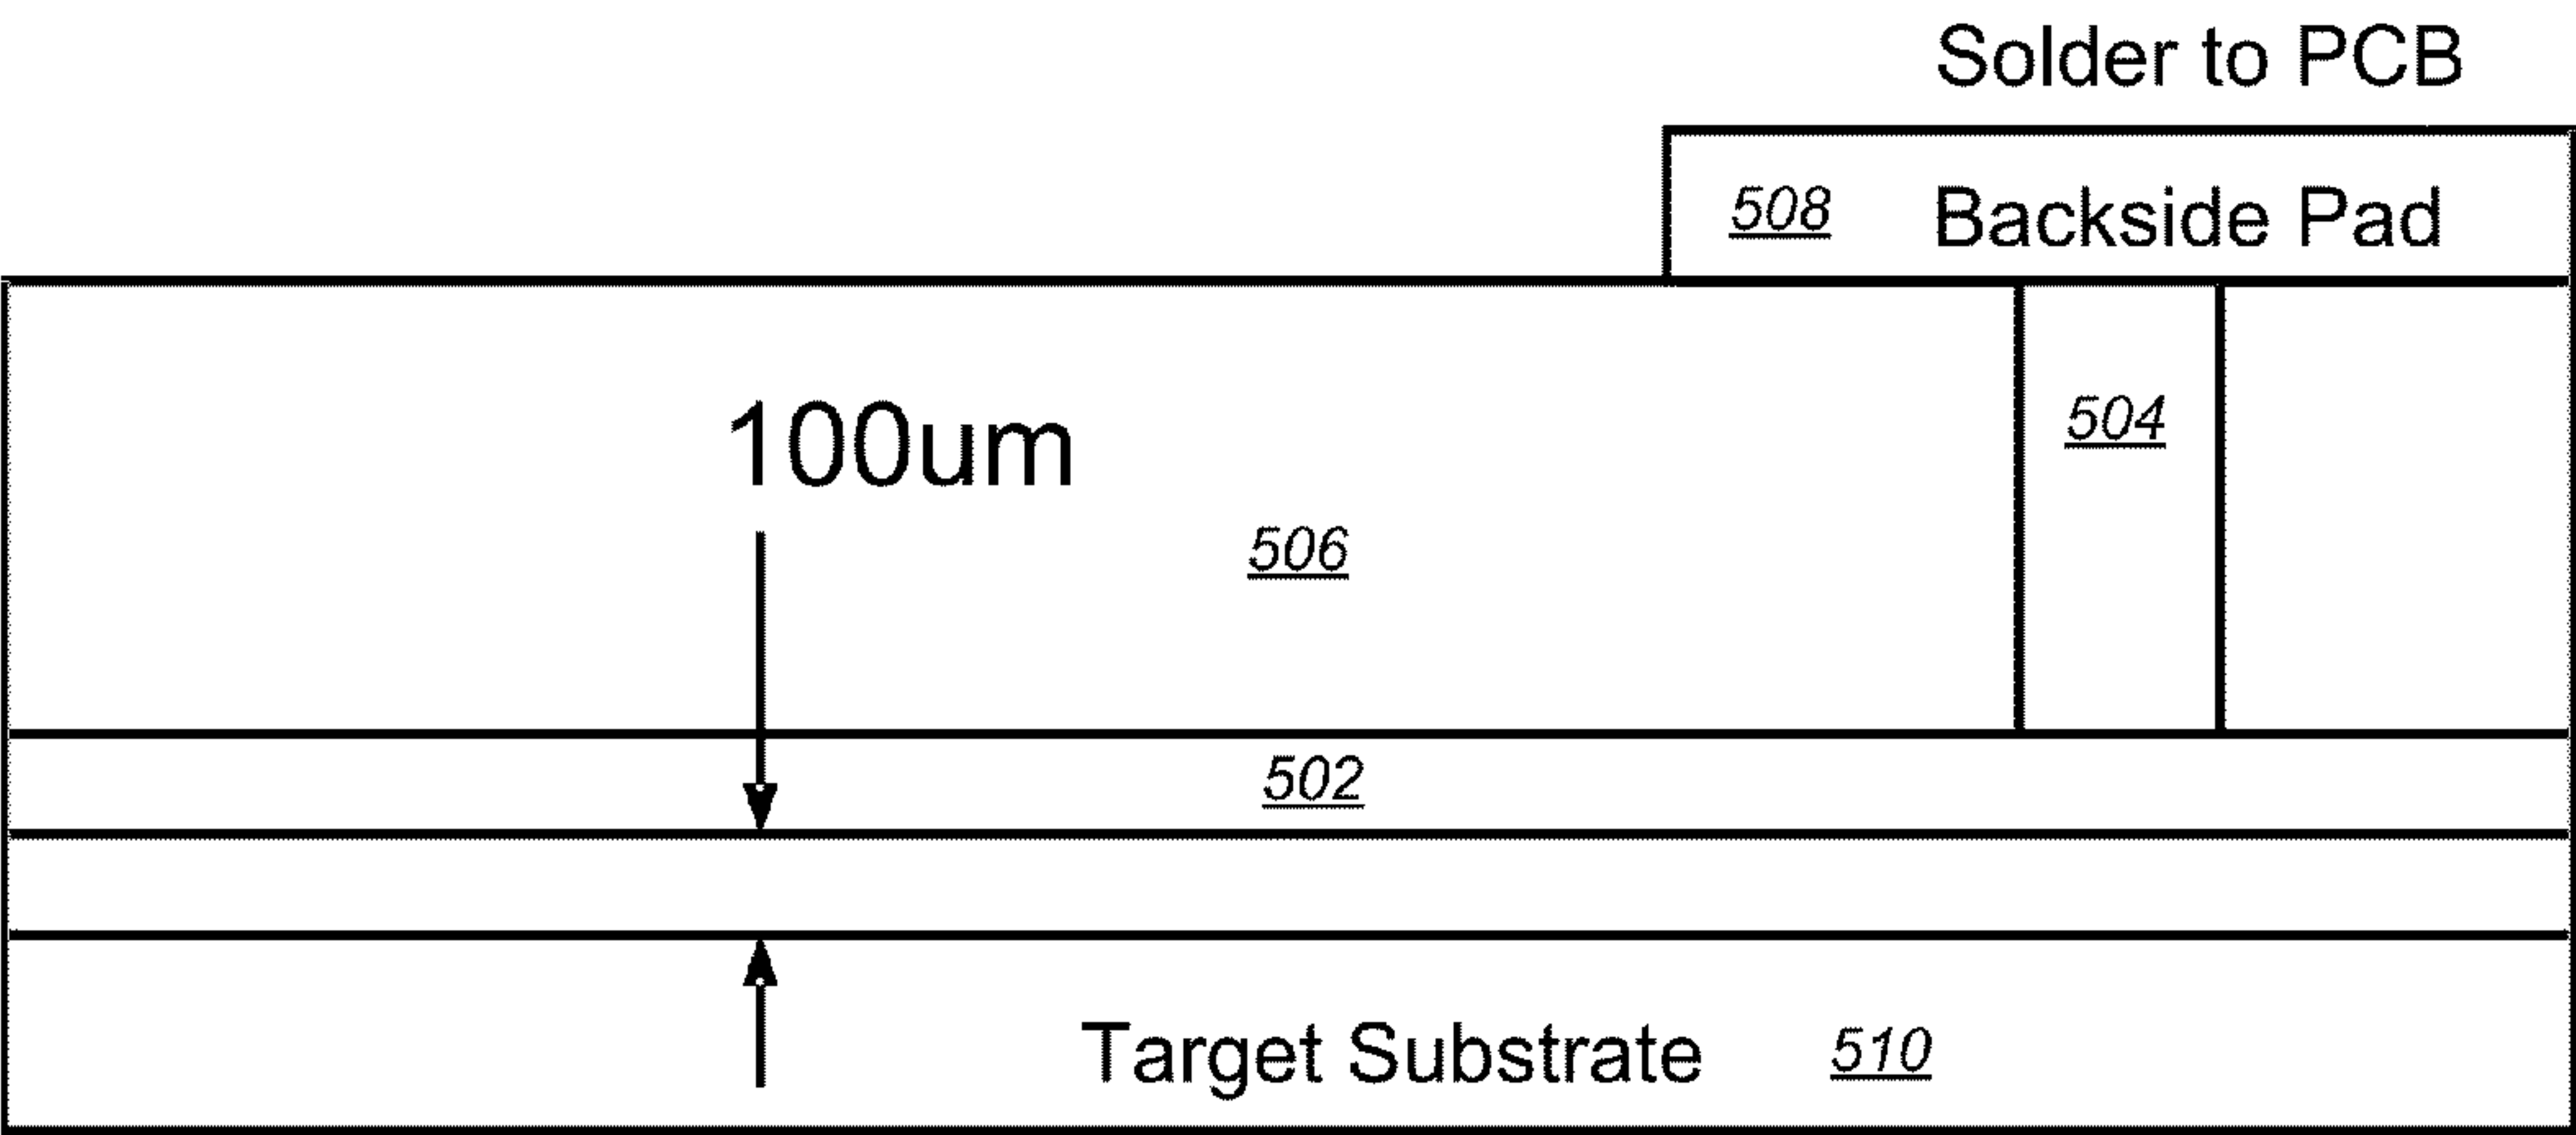 Solder to PCB
508 Backside Pad
504
100um
506
502
Target Substrate 510